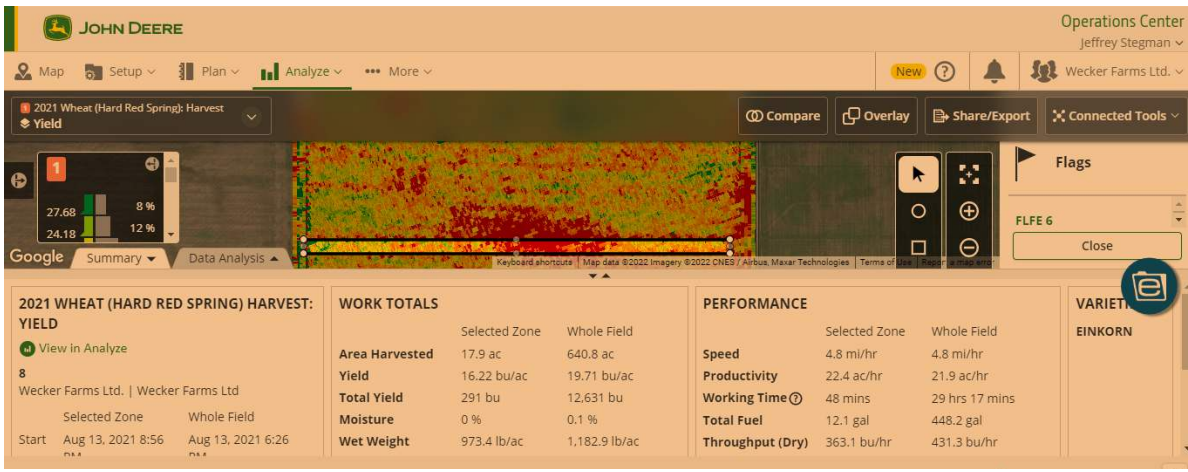 JOHN DEERE
Operations Center
Jeffrey Stegman
Map Setup Plan Analyze More New ? Wecker Farms Ltd.
1 2021 Wheat (Hard Red Spring): Harvest
Yield
Compare Overlay Share/Export Connected Tools
1
27.68 8 %
24.18 12 %
Flags
FLFE 6
Close
Google Summary Data Analysis
Keyboard shortcuts Map data ©2022 Imagery ©2022 CNES / Airbus, Maxar Technologies Terms of Use Report a map error
2021 WHEAT (HARD RED SPRING) HARVEST:
YIELD
View in Analyze
8
Wecker Farms Ltd. | Wecker Farms Ltd
Selected Zone Whole Field
Start Aug 13, 2021 8:56 Aug 13, 2021 6:26
PM PM
WORK TOTALS
Selected Zone Whole Field
Area Harvested 17.9 ac 640.8 ac
Yield 16.22 bu/ac 19.71 bu/ac
Total Yield 291 bu 12,631 bu
Moisture 0 % 0.1 %
Wet Weight 973.4 lb/ac 1,182.9 lb/ac
PERFORMANCE
Selected Zone Whole Field
Speed 4.8 mi/hr 4.8 mi/hr
Productivity 22.4 ac/hr 21.9 ac/hr
Working Time ? 48 mins 29 hrs 17 mins
Total Fuel 12.1 gal 448.2 gal
Throughput (Dry) 363.1 bu/hr 431.3 bu/hr
EINKORN